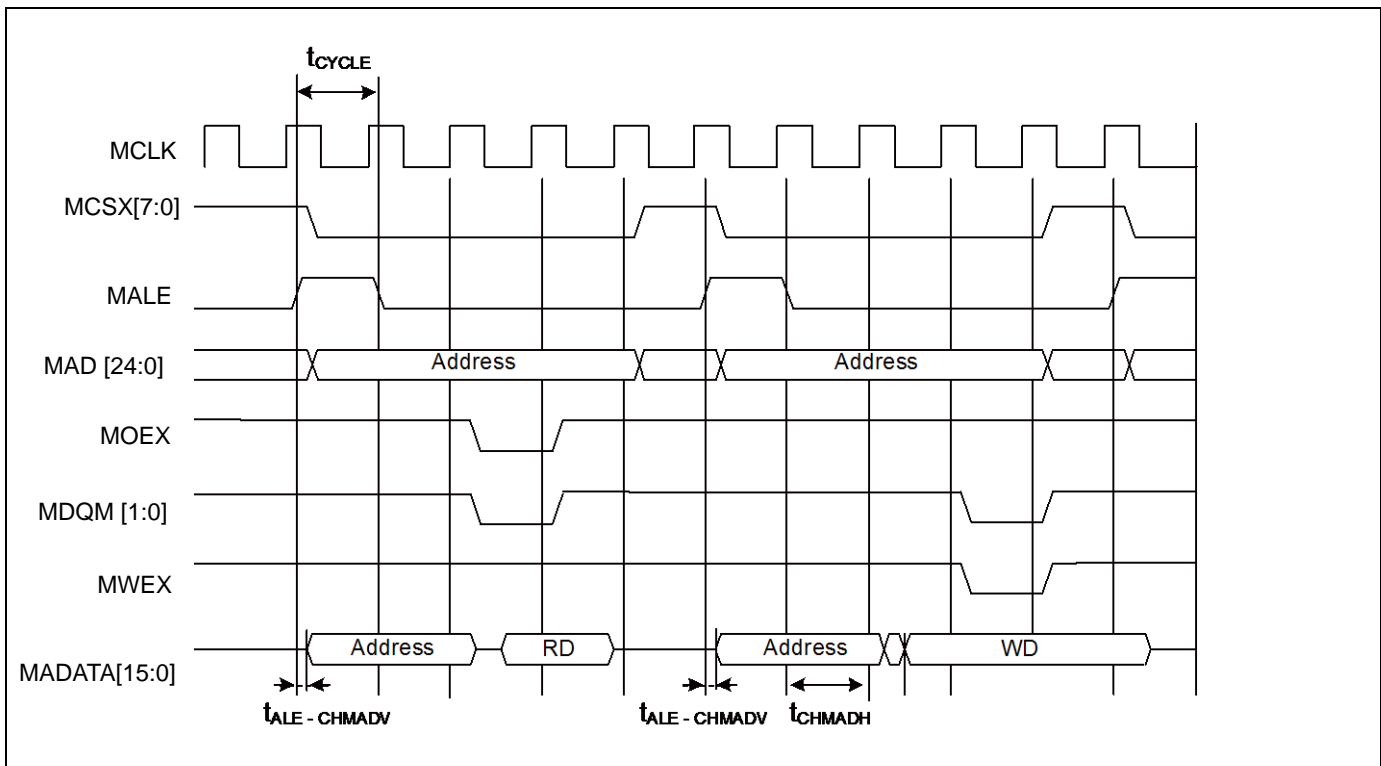 tCYCLE
MCLK
MCSX[7:0]
MALE
MAD [24:0]
Address
Address
MOEX
MDQM [1:0]
MWEX
MADATA[15:0]
Address
RD
Address
WD
tALE - CHMADV
tALE - CHMADV
tCHMADH